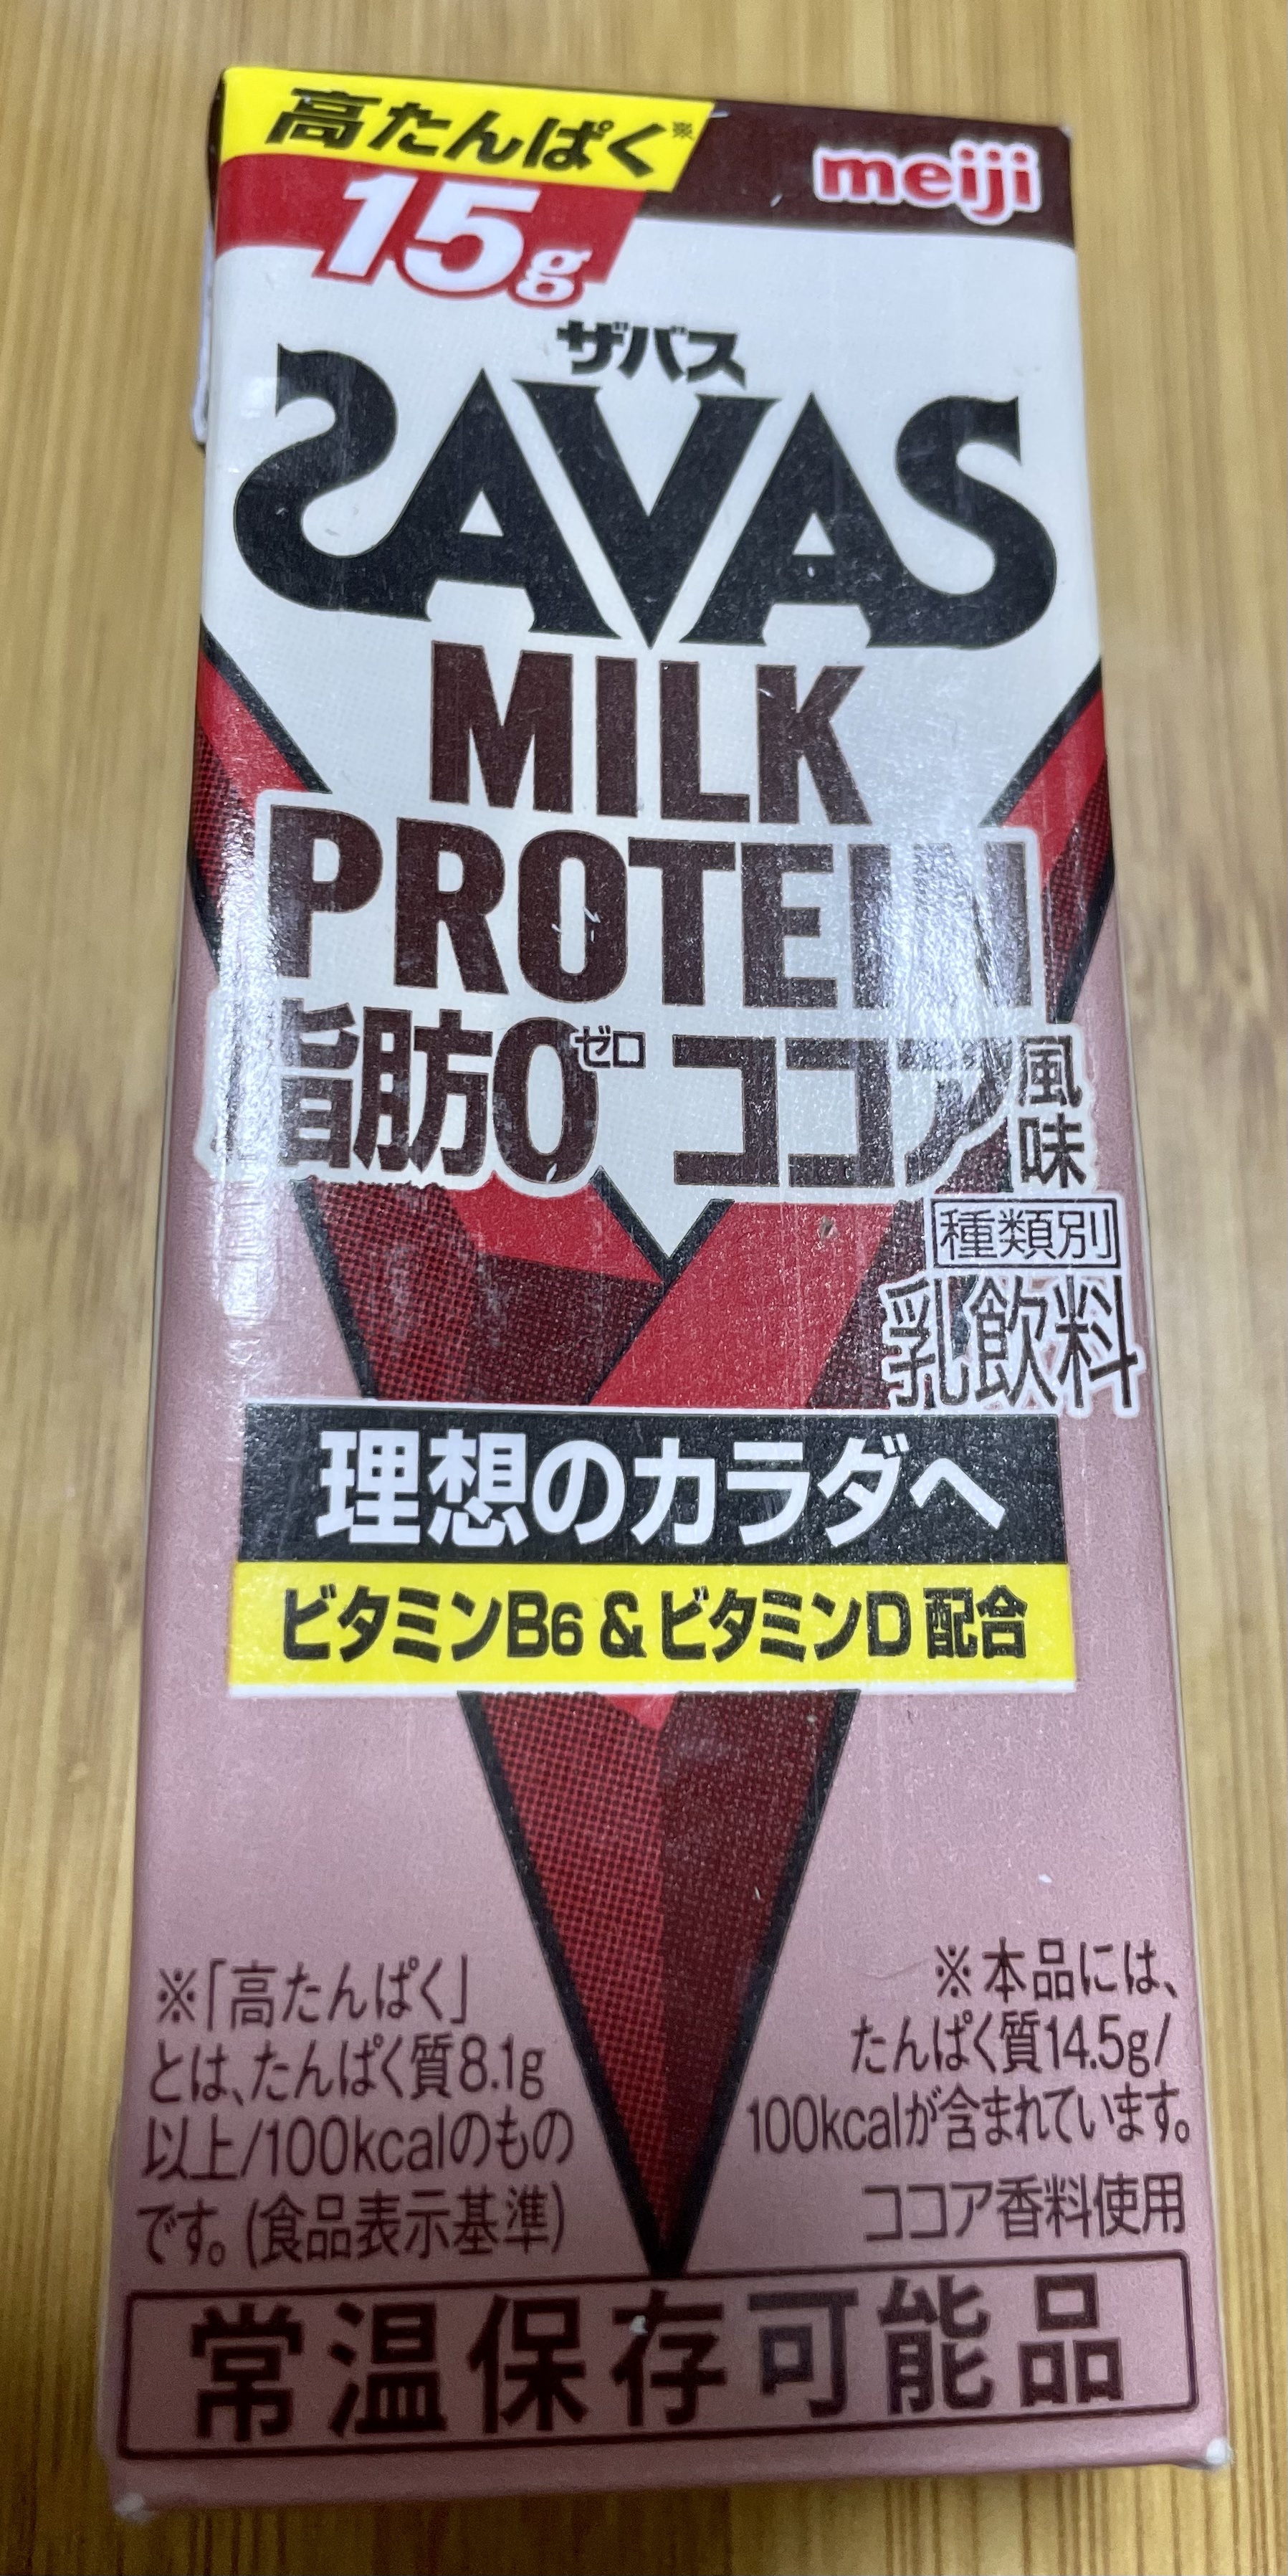 高たんぱく※
meiji
15g
ザバス
SAVAS
MILK
PROTEIN
脂肪0ゼロ ココア風味
種類別
乳飲料
理想のカラダへ
ビタミンB6 & ビタミンD 配合
※「高たんぱく」
とは、たんぱく質8.1g
以上/100kcalのもの
です。(食品表示基準)
※本品には、
たんぱく質14.5g/
100kcalが含まれています。
ココア香料使用
常温保存可能品